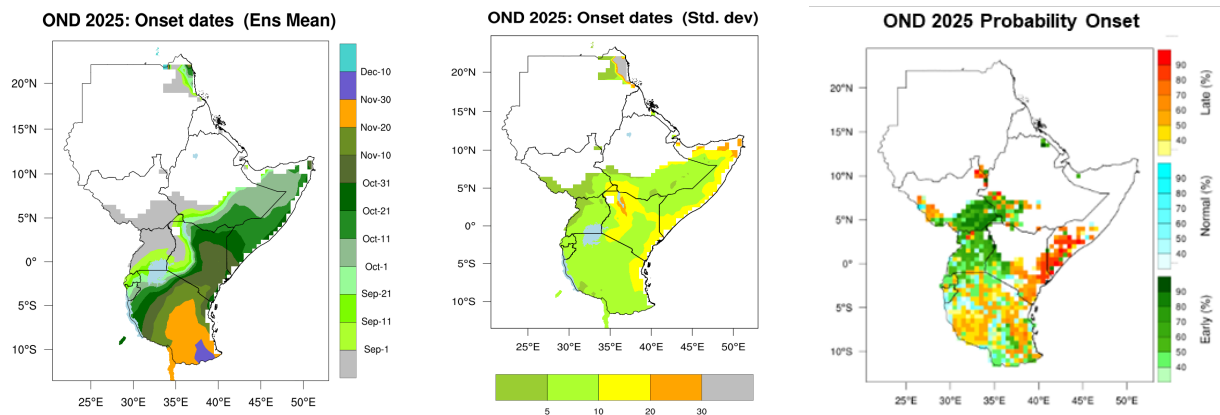 OND 2025: Onset dates (Ens Mean)
20°N
15°N
10°N
5°N
0°
5°S
10°S
25°E
30°E
35°E
40°E
45°E
50°E
Dec-10
Nov-30
Nov-20
Nov-10
Oct-31
Oct-21
Oct-11
Oct-1
Sep-21
Sep-11
Sep-1
OND 2025: Onset dates (Std. dev)
20°N
15°N
10°N
5°N
0°
5°S
10°S
25°E
30°E
35°E
40°E
45°E
50°E
5
10
20
30
OND 2025 Probability Onset
20°N
15°N
10°N
5°N
0°
5°S
10°S
25°E
30°E
35°E
40°E
45°E
50°E
90
80
70
60
50
40
Late (%)
90
80
70
60
50
40
Normal (%)
90
80
70
60
50
40
Early (%)